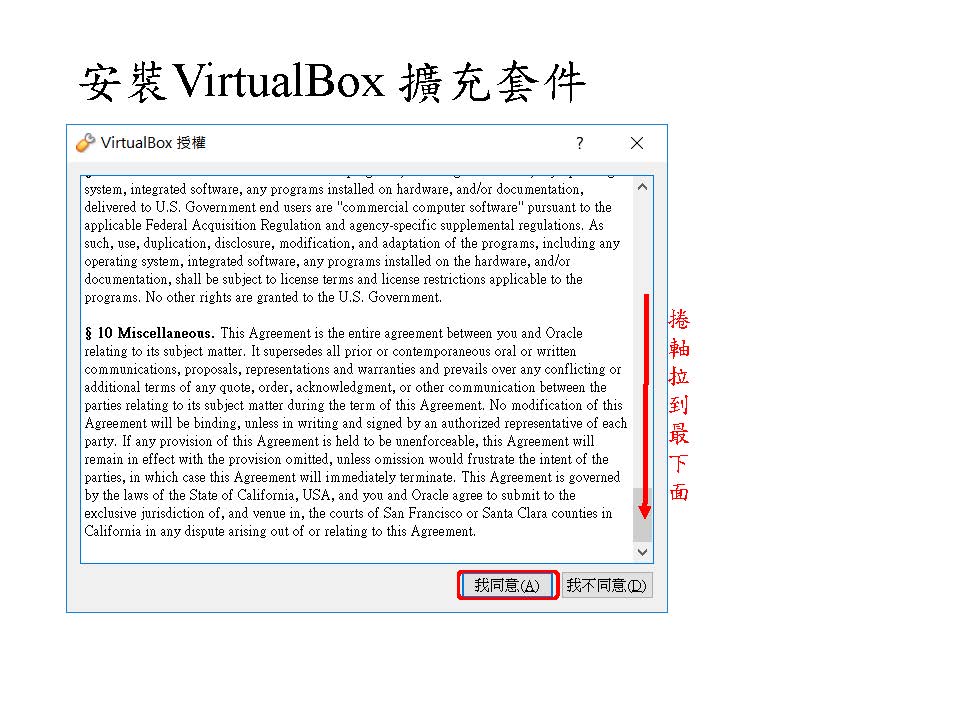 安裝VirtualBox 擴充套件
VirtualBox 授權
?
system, integrated software, any programs installed on hardware, and/or documentation,
delivered to U.S. Government end users are "commercial computer software" pursuant to the
applicable Federal Acquisition Regulation and agency-specific supplemental regulations. As
such, use, duplication, disclosure, modification, and adaptation of the programs, including any
operating system, integrated software, any programs installed on the hardware, and/or
documentation, shall be subject to license terms and license restrictions applicable to the
programs. No other rights are granted to the U.S. Government.
§ 10 Miscellaneous. This Agreement is the entire agreement between you and Oracle
relating to its subject matter. It supersedes all prior or contemporaneous oral or written
communications, proposals, representations and warranties and prevails over any conflicting or
additional terms of any quote, order, acknowledgment, or other communication between the
parties relating to its subject matter during the term of this Agreement. No modification of this
Agreement will be binding, unless in writing and signed by an authorized representative of each
party. If any provision of this Agreement is held to be unenforceable, this Agreement will
remain in effect with the provision omitted, unless omission would frustrate the intent of the
parties, in which case this Agreement will immediately terminate. This Agreement is governed
by the laws of the State of California, USA, and you and Oracle agree to submit to the
exclusive jurisdiction of, and venue in, the courts of San Francisco or Santa Clara counties in
California in any dispute arising out of or relating to this Agreement.
捲軸拉到最下面
我同意(A)
我不同意(D)